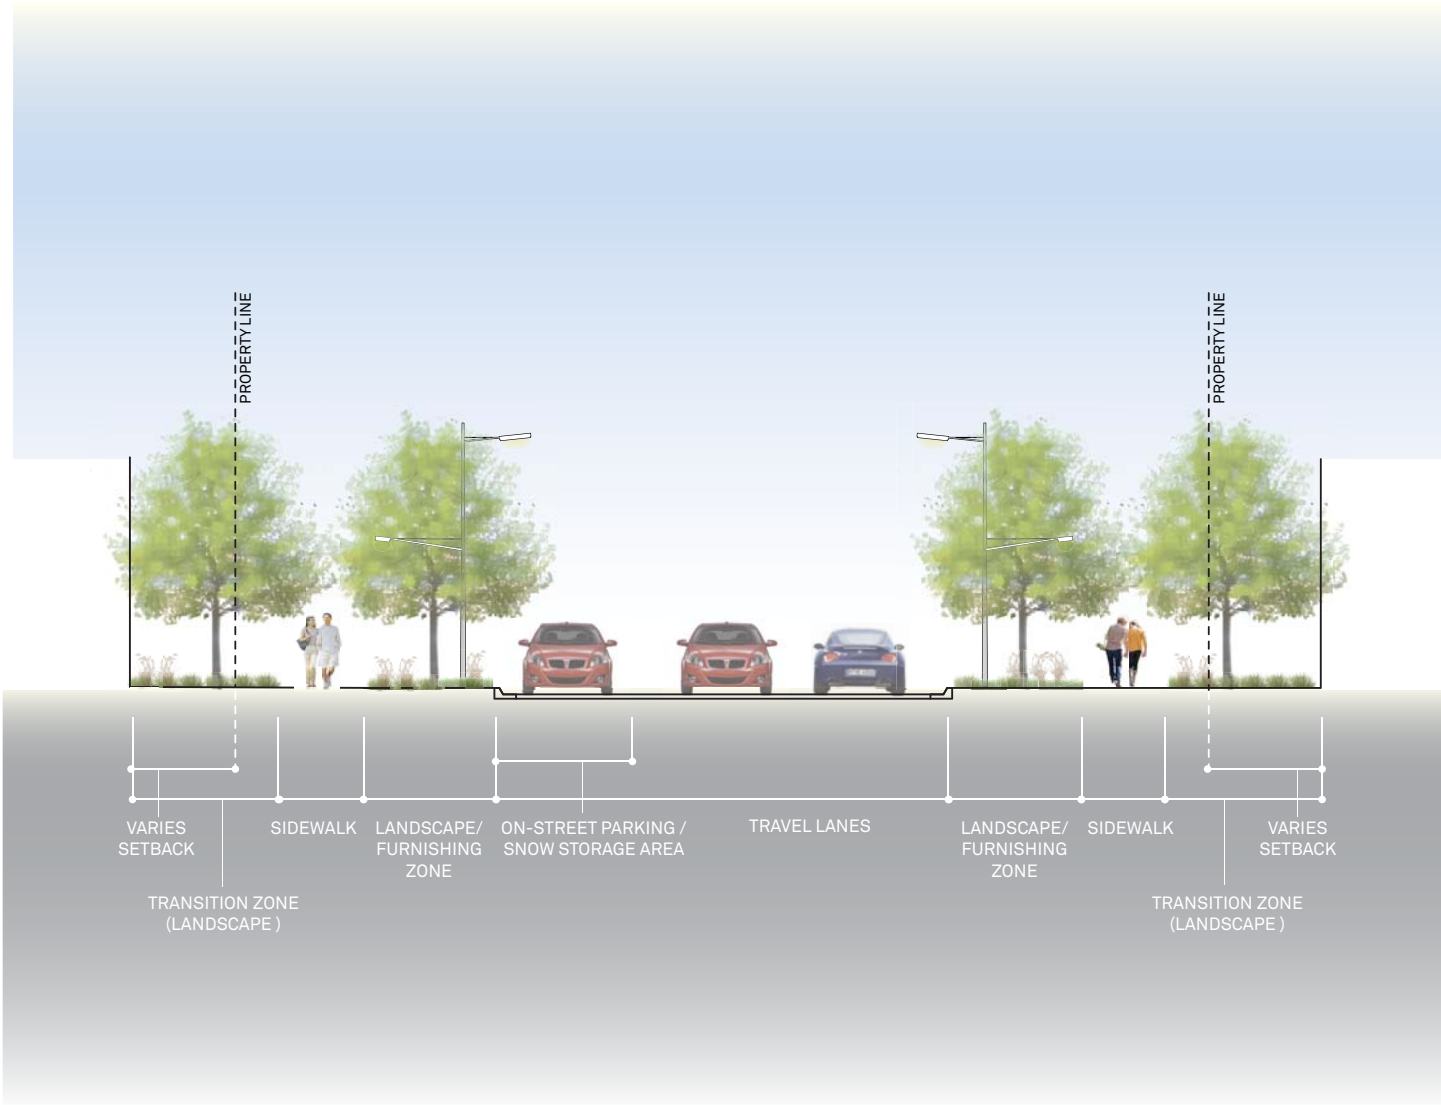 PROPERTY LINE
PROPERTY LINE
VARIES
SETBACK
SIDEWALK
LANDSCAPE/
FURNISHING
ZONE
ON-STREET PARKING /
SNOW STORAGE AREA
TRAVEL LANES
LANDSCAPE/
FURNISHING
ZONE
SIDEWALK
VARIES
SETBACK
TRANSITION ZONE
(LANDSCAPE )
TRANSITION ZONE
(LANDSCAPE )